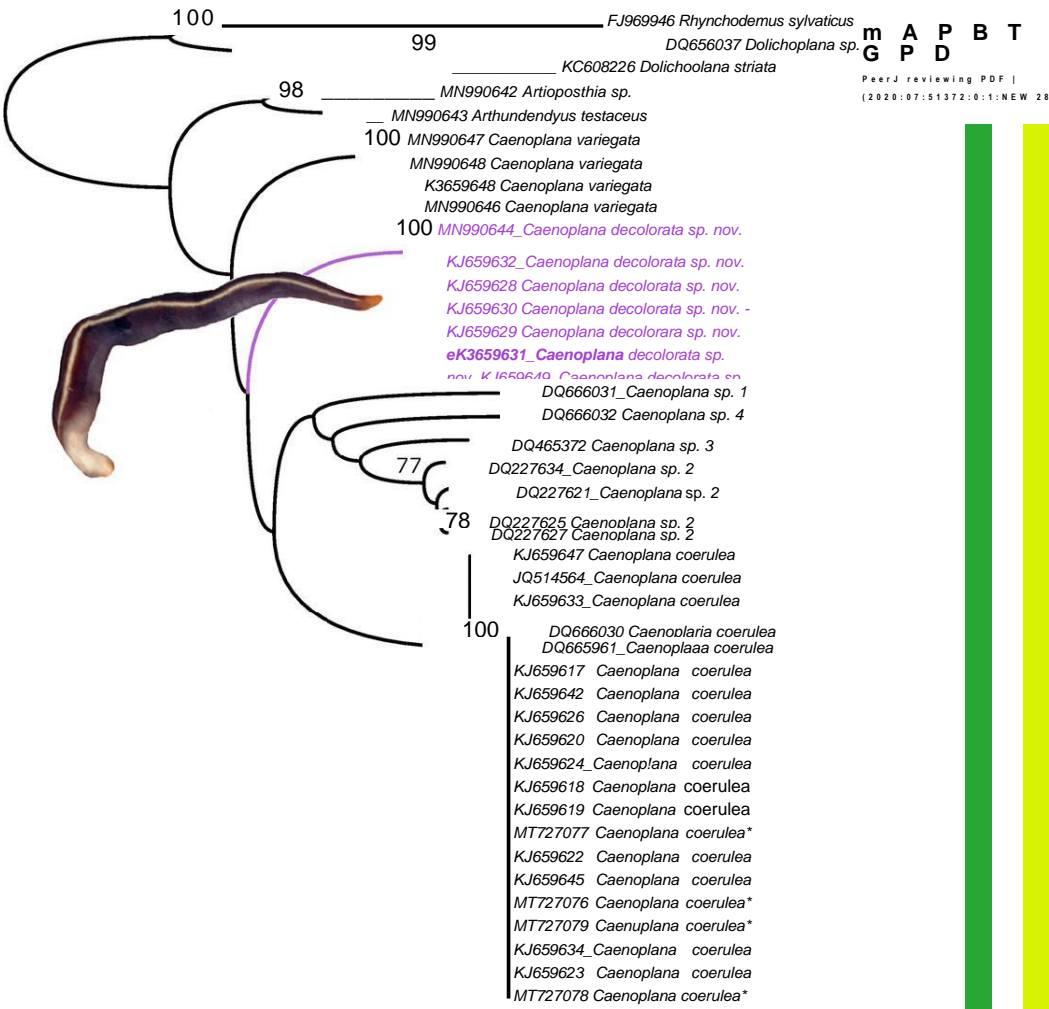 100
FJ969946 Rhynchodemus sylvaticus
99
DQ656037 Dolichoplana sp.
m A P B T
G P D
PeerJ reviewing PDF |
(2020:07:51372:0:1:NEW 28
KC608226 Dolichoolana striata
98
MN990642 Artioposthia sp.
MN990643 Arthundendyus testaceus
100 MN990647 Caenoplana variegata
MN990648 Caenoplana variegata
K3659648 Caenoplana variegata
MN990646 Caenoplana variegata
100 MN990644_Caenoplana decolorata sp. nov.
KJ659632_Caenoplana decolorata sp. nov.
KJ659628 Caenoplana decolorata sp. nov.
KJ659630 Caenoplana decolorata sp. nov. -
KJ659629 Caenoplana decolorara sp. nov.
eK3659631_Caenoplana decolorata sp.
nov. KJ659649_Caenoplana decolorata sp
DQ666031_Caenoplana sp. 1
DQ666032 Caenoplana sp. 4
DQ465372 Caenoplana sp. 3
77
DQ227634_Caenoplana sp. 2
DQ227621_Caenoplana sp. 2
78
DQ227625 Caenoplana sp. 2
DQ227627 Caenoplana sp. 2
KJ659647 Caenoplana coerulea
JQ514564_Caenoplana coerulea
KJ659633_Caenoplana coerulea
100
DQ666030 Caenoplaria coerulea
DQ665961_Caenoplaaa coerulea
KJ659617 Caenoplana coerulea
KJ659642 Caenoplana coerulea
KJ659626 Caenoplana coerulea
KJ659620 Caenoplana coerulea
KJ659624_Caenop!ana coerulea
KJ659618 Caenoplana coerulea
KJ659619 Caenoplana coerulea
MT727077 Caenoplana coerulea*
KJ659622 Caenoplana coerulea
KJ659645 Caenoplana coerulea
MT727076 Caenoplana coerulea*
MT727079 Caenuplana coerulea*
KJ659634_Caenoplana coerulea
KJ659623 Caenoplana coerulea
MT727078 Caenoplana coerulea*